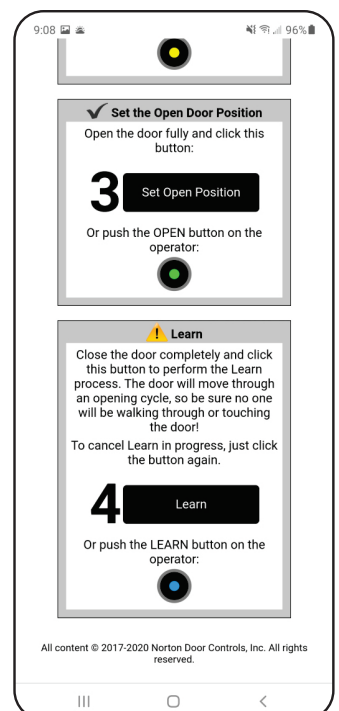 9:08 96%
Set the Open Door Position
Open the door fully and click this
button:
3 Set Open Position
Or push the OPEN button on the
operator:
Learn
Close the door completely and click
this button to perform the Learn
process. The door will move through
an opening cycle, so be sure no one
will be walking through or touching
the door!
To cancel Learn in progress, just click
the button again.
4 Learn
Or push the LEARN button on the
operator:
All content © 2017-2020 Norton Door Controls, Inc. All rights
reserved.